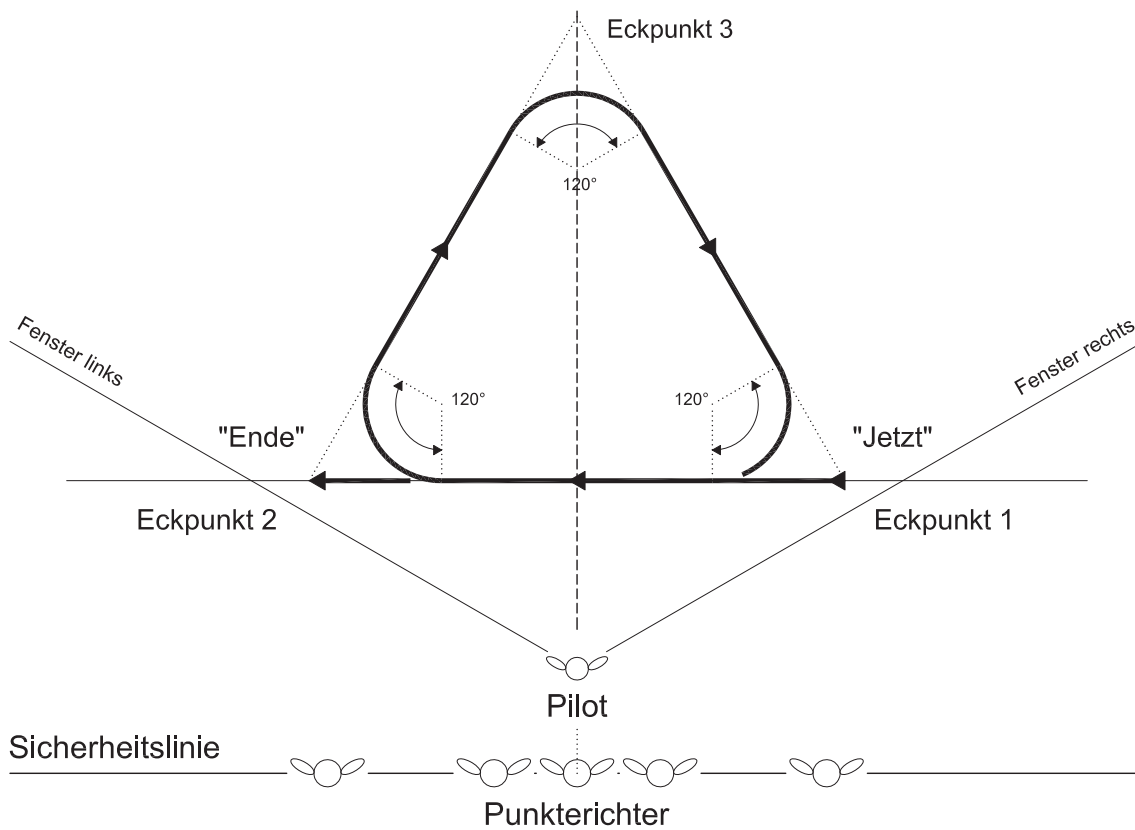 Eckpunkt 3
120°
Fenster links
Fenster rechts
120°
120°
"Ende"
"Jetzt"
Eckpunkt 2
Eckpunkt 1
Pilot
Sicherheitslinie
Punkterichter